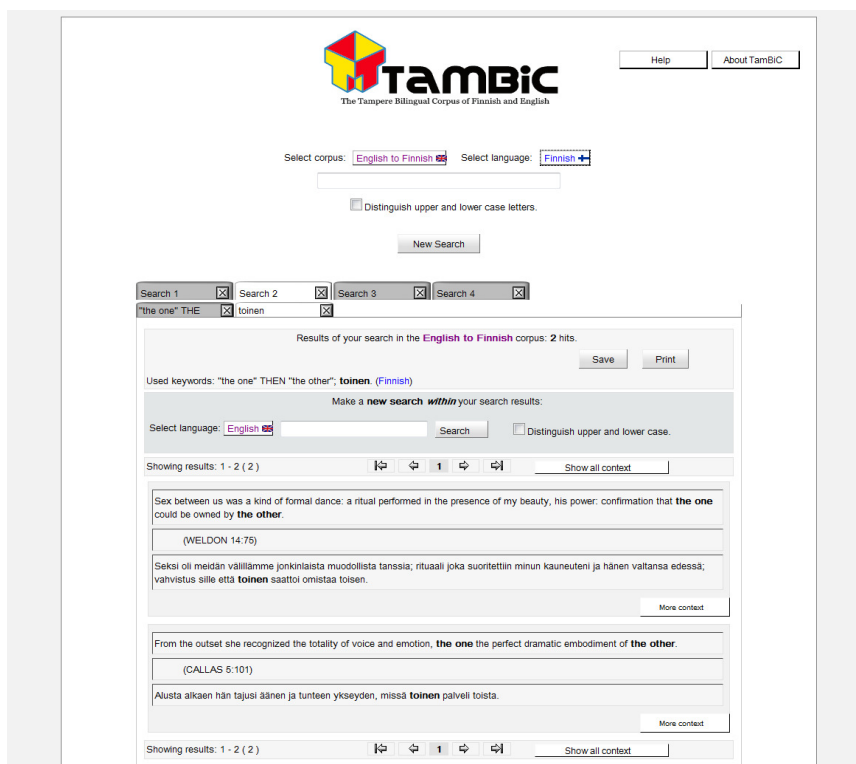 TAMBiC
The Tampere Bilingual Corpus of Finnish and English
Help
About TamBiC
Select corpus: English to Finnish Select language: Finnish
Distinguish upper and lower case letters.
New Search
Search 1 Search 2 Search 3 Search 4
"the one" THE toinen
Results of your search in the English to Finnish corpus: 2 hits.
Save Print
Used keywords: "the one" THEN "the other"; toinen. (Finnish)
Make a new search within your search results:
Select language: English Search Distinguish upper and lower case.
Showing results: 1 - 2 ( 2 ) 1 Show all context
Sex between us was a kind of formal dance: a ritual performed in the presence of my beauty, his power: confirmation that the one
could be owned by the other.
(WELDON 14:75)
Seksi oli meidän välillämme jonkinlaista muodollista tanssia; rituaali joka suoritettiin minun kauneuteni ja hänen valtansa edessä;
vahvistus sille että toinen saattoi omistaa toisen.
More context
From the outset she recognized the totality of voice and emotion, the one the perfect dramatic embodiment of the other.
(CALLAS 5:101)
Alusta alkaen hän tajusi äänen ja tunteen ykseyden, missä toinen palveli toista.
More context
Showing results: 1 - 2 ( 2 ) 1 Show all context